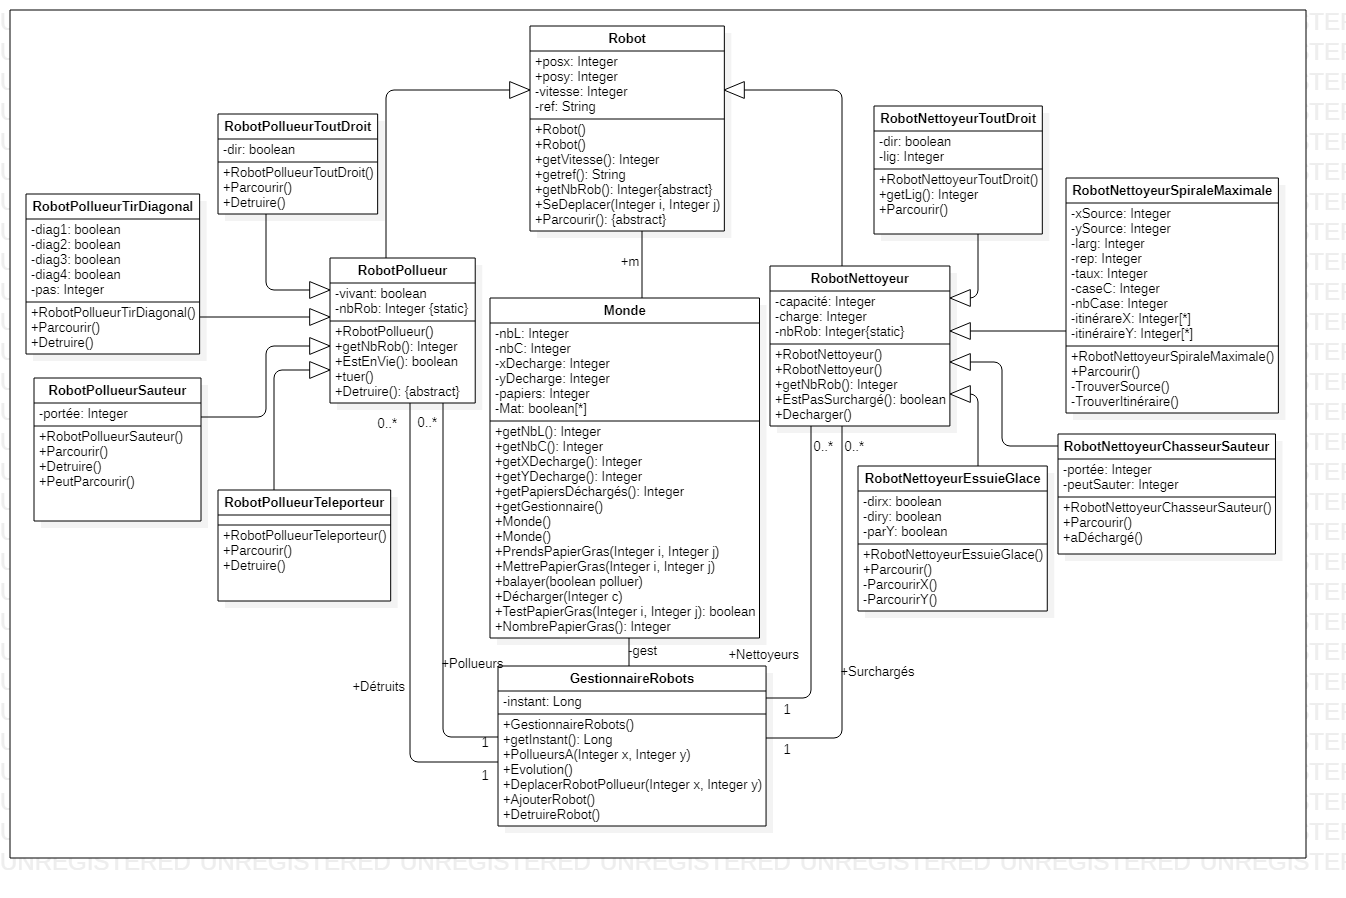 Robot
+posx: Integer
+posy: Integer
-vitesse: Integer
-ref: String
+Robot()
+Robot()
+getVitesse(): Integer
+getref(): String
+getNbRob(): Integer{abstract}
+SeDeplacer(Integer i, Integer j)
+Parcourir(): {abstract}
RobotPollueurToutDroit
-dir: boolean
+RobotPollueurToutDroit()
+Parcourir()
+Detruire()
RobotNettoyeurToutDroit
-dir: boolean
-lig: Integer
+RobotNettoyeurToutDroit()
+getLig(): Integer
+Parcourir()
RobotPollueurTirDiagonal
-diag1: boolean
-diag2: boolean
-diag3: boolean
-diag4: boolean
-pas: Integer
+RobotPollueurTirDiagonal()
+Parcourir()
+Detruire()
RobotNettoyeurSpiraleMaximale
-xSource: Integer
-ySource: Integer
-larg: Integer
-rep: Integer
-taux: Integer
-caseC: Integer
-nbCase: Integer
-itinérareX: Integer[*]
-itinéraireY: Integer[*]
+RobotNettoyeurSpiraleMaximale()
+Parcourir()
-TrouverSource()
-TrouverItinéraire()
RobotPollueur
-vivant: boolean
-nbRob: Integer {static}
+RobotPollueur()
+getNbRob(): Integer
+EstEnVie(): boolean
+tuer()
+Detruire(): {abstract}
+m
RobotNettoyeur
-capacité: Integer
-charge: Integer
-nbRob: Integer{static}
+RobotNettoyeur()
+RobotNettoyeur()
+getNbRob(): Integer
+EstPasSurchargé(): boolean
+Decharger()
Monde
-nbL: Integer
-nbC: Integer
-xDecharge: Integer
-yDecharge: Integer
-papiers: Integer
-Mat: boolean[*]
+getNbL(): Integer
+getNbC(): Integer
+getXDecharge(): Integer
+getYDecharge(): Integer
+getPapiersDéchargés(): Integer
+getGestionnaire()
+Monde()
+Monde()
+PrendsPapierGras(Integer i, Integer j)
+MettrePapierGras(Integer i, Integer j)
+balayer(boolean polluer)
+Décharger(Integer c)
+TestPapierGras(Integer i, Integer j): boolean
+NombrePapierGras(): Integer
RobotPollueurSauteur
-portée: Integer
+RobotPollueurSauteur()
+Parcourir()
+Detruire()
+PeutParcourir()
0..*
0..*
0..*
0..*
RobotNettoyeurChasseurSauteur
-portée: Integer
-peutSauter: Integer
+RobotNettoyeurChasseurSauteur()
+Parcourir()
+aDéchargé()
RobotNettoyeurEssuieGlace
-dirx: boolean
-diry: boolean
-parY: boolean
+RobotNettoyeurEssuieGlace()
+Parcourir()
-ParcourirX()
-ParcourirY()
RobotPollueurTeleporteur
+RobotPollueurTeleporteur()
+Parcourir()
+Detruire()
-gest
+Nettoyeurs
+Pollueurs
+Surchargés
+Détruits
GestionnaireRobots
-instant: Long
+GestionnaireRobots()
+getInstant(): Long
+PollueursA(Integer x, Integer y)
+Evolution()
+DeplacerRobotPollueur(Integer x, Integer y)
+AjouterRobot()
+DetruireRobot()
1
1
1
1
UNREGISTERED UNREGISTERED UNREGISTERED UNREGISTERED UNREGISTERED UNREGISTERED